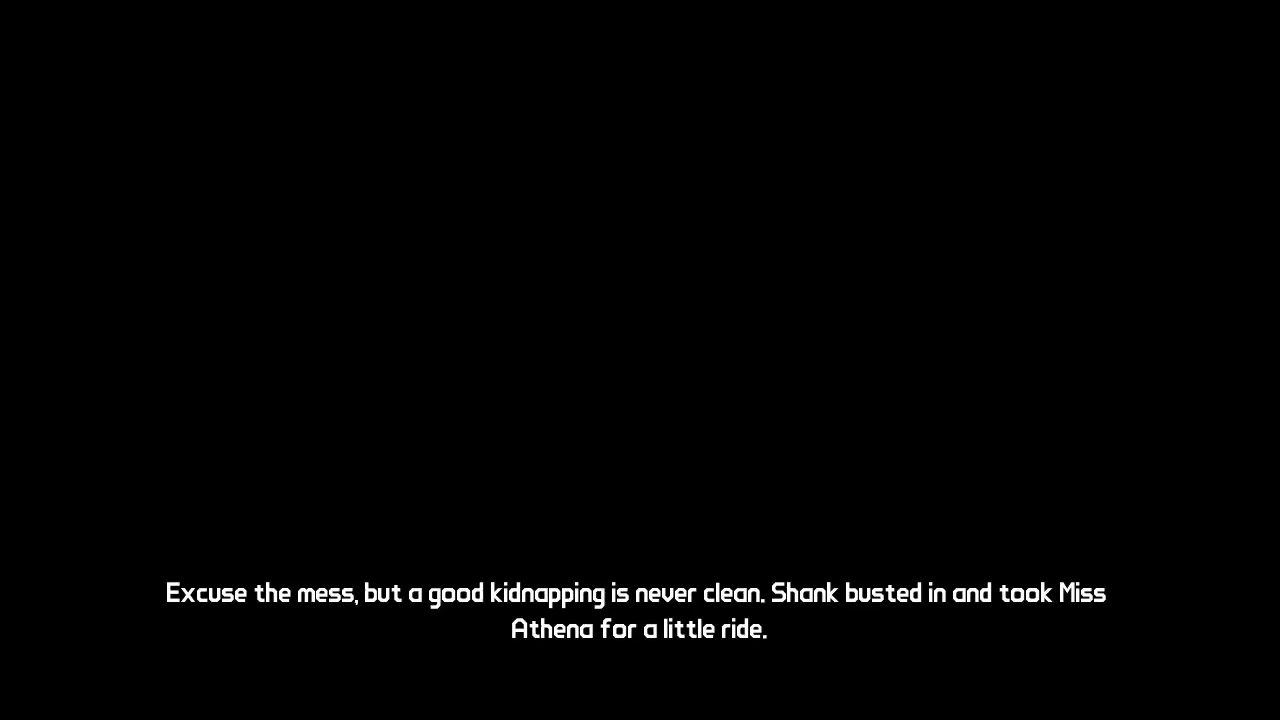 Excuse the mess, but a good kidnapping is never clean. Shank busted in and took Miss
Athena for a little ride.